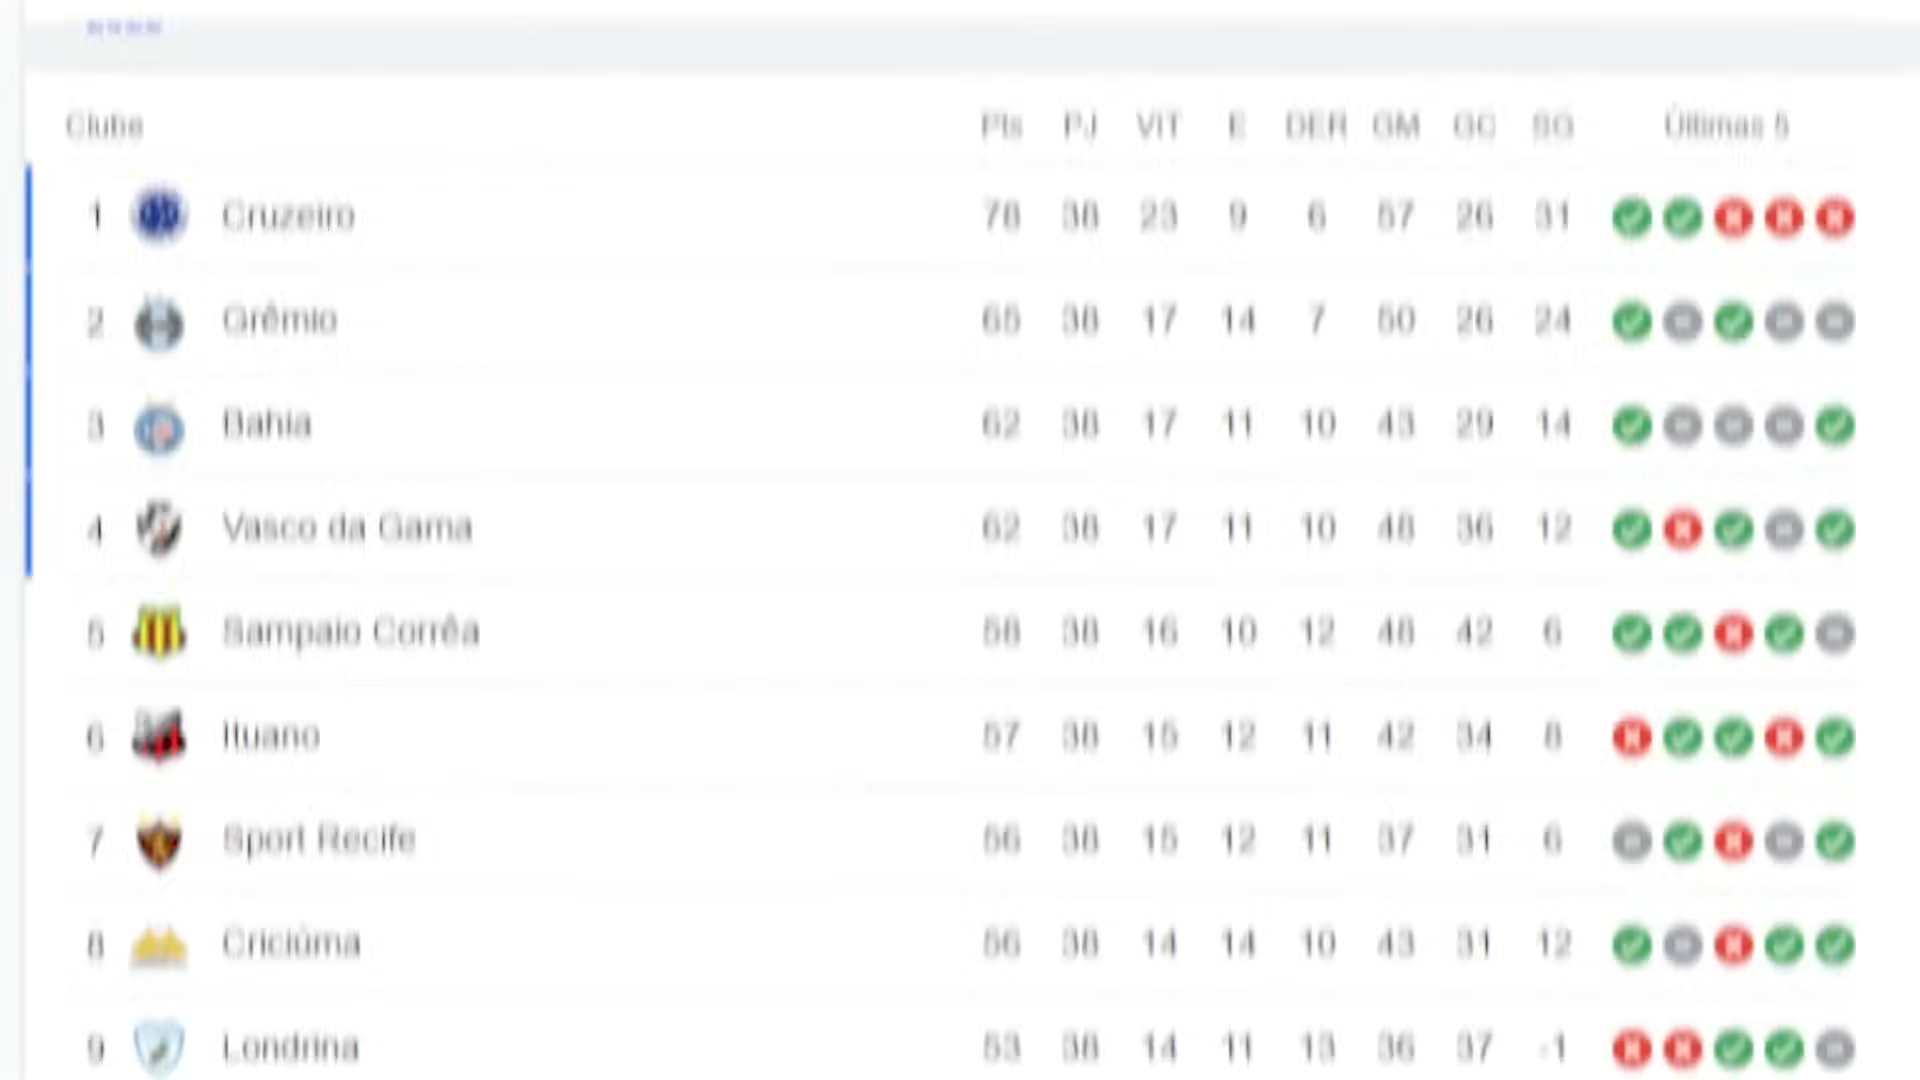 Clube Pts PJ VIT E DER GM GC SG Últimas 5
1 Cruzeiro 78 38 23 9 6 57 26 31
2 Grêmio 65 38 17 14 7 50 26 24
3 Bahia 62 38 17 11 10 43 29 14
4 Vasco da Gama 62 38 17 11 10 48 36 12
5 Sampaio Corrêa 58 38 16 10 12 48 42 6
6 Ituano 57 38 15 12 11 42 34 8
7 Sport Recife 56 38 15 12 11 37 31 6
8 Criciúma 56 38 14 14 10 43 31 12
9 Londrina 53 38 14 11 13 36 37 -1